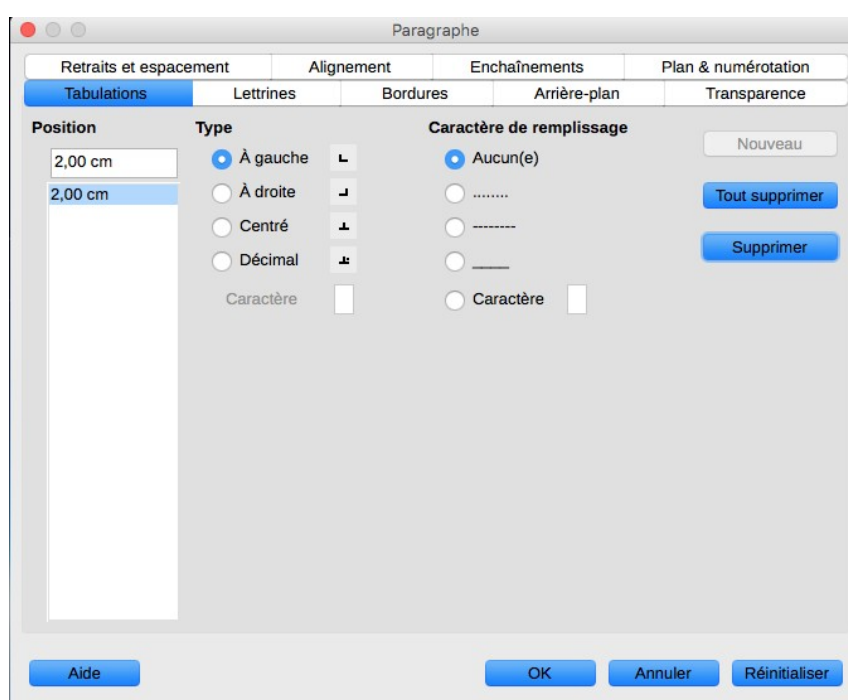 Paragraphe
Retraits et espacement Alignement Enchaînements Plan & numérotation
Tabulations Lettrines Bordures Arrière-plan Transparence
Position Type Caractère de remplissage
2,00 cm À gauche Aucun(e) Nouveau
2,00 cm À droite ........ Tout supprimer
Centré --------
Décimal ____ Supprimer
Caractère Caractère
Aide OK Annuler Réinitialiser